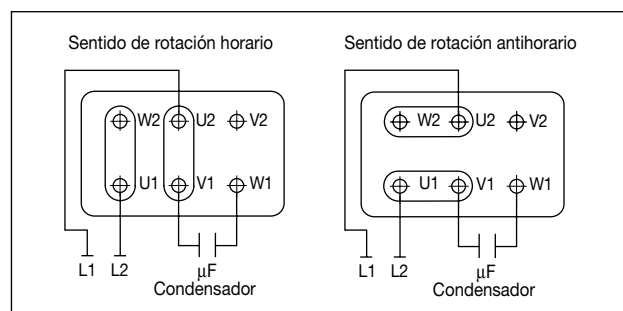 Sentido de rotación horario
W2 U2 V2
U1 V1 W1
L1 L2
µF
Condensador
Sentido de rotación antihorario
W2 U2 V2
U1 V1 W1
L1 L2
µF
Condensador